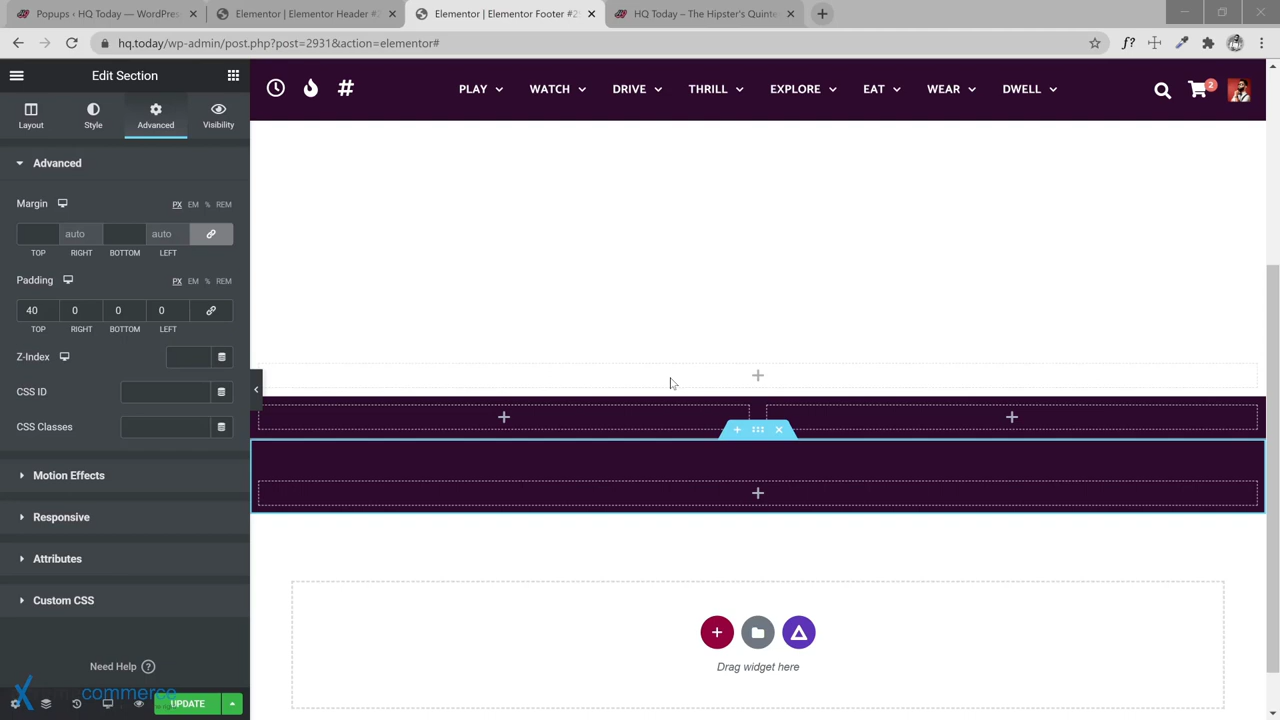 Popups ‹ HQ Today — WordPres
Elementor | Elementor Header #2
Elementor | Elementor Footer #2
HQ Today – The Hipster's Quinte
hq.today/wp-admin/post.php?post=2931&action=elementor#
Edit Section
PLAY WATCH DRIVE THRILL EXPLORE EAT WEAR DWELL
2
Layout Style Advanced Visibility
Advanced
Margin
PX EM % REM
auto auto
TOP RIGHT BOTTOM LEFT
Padding
PX EM % REM
40 0 0 0
TOP RIGHT BOTTOM LEFT
Z-Index
CSS ID
CSS Classes
Motion Effects
Responsive
Attributes
Custom CSS
Drag widget here
Need Help
commerce
UPDATE